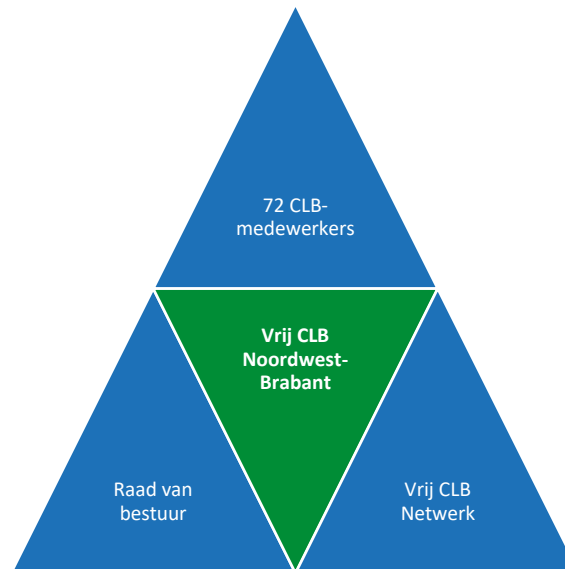 72 CLB-
medewerkers
Vrij CLB
Noordwest-
Brabant
Raad van
bestuur
Vrij CLB
Netwerk